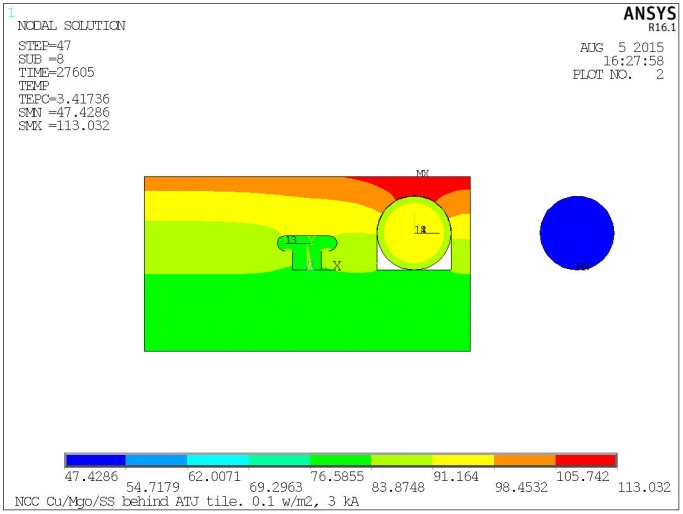 1
NODAL SOLUTION
STEP=47
SUB =8
TIME=27605
TEMP
TEPC=3.41736
SMN =47.4286
SMX =113.032
ANSYS
R16.1
AUG 5 2015
16:27:58
PLOT NO. 2
MX
13
X
47.4286 62.0071 76.5855 91.164 105.742
54.7179 69.2963 83.8748 98.4532 113.032
NCC Cu/Mgo/SS behind ATJ tile. 0.1 w/m2, 3 kA